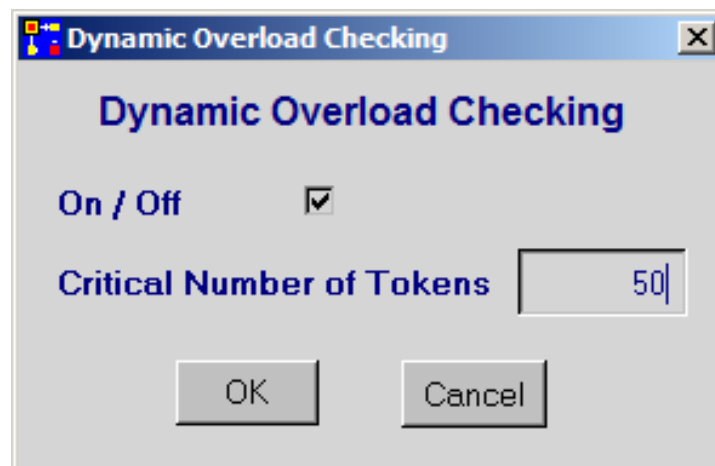 Dynamic Overload Checking
Dynamic Overload Checking
On / Off
Critical Number of Tokens 50
OK Cancel